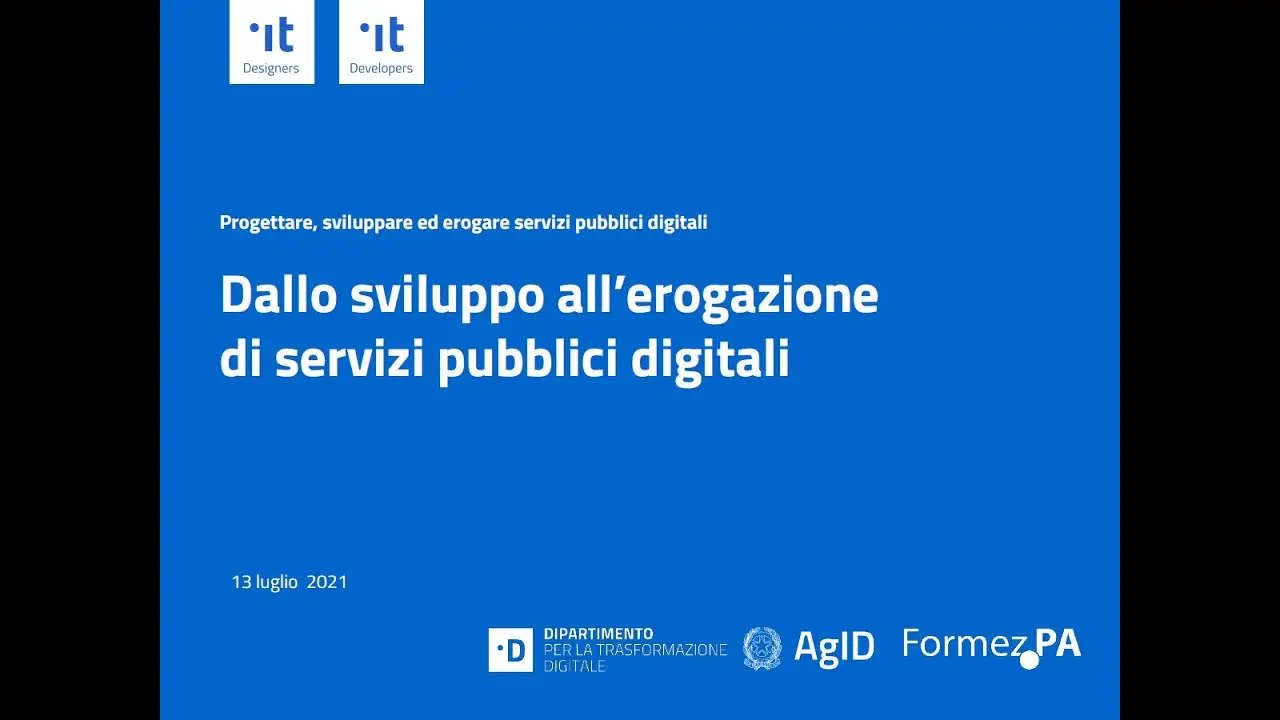 it
Designers
it
Developers
Progettare, sviluppare ed erogare servizi pubblici digitali
Dallo sviluppo all’erogazione
di servizi pubblici digitali
13 luglio 2021
·D
DIPARTIMENTO
PER LA TRASFORMAZIONE
DIGITALE
AgID
Formez.PA